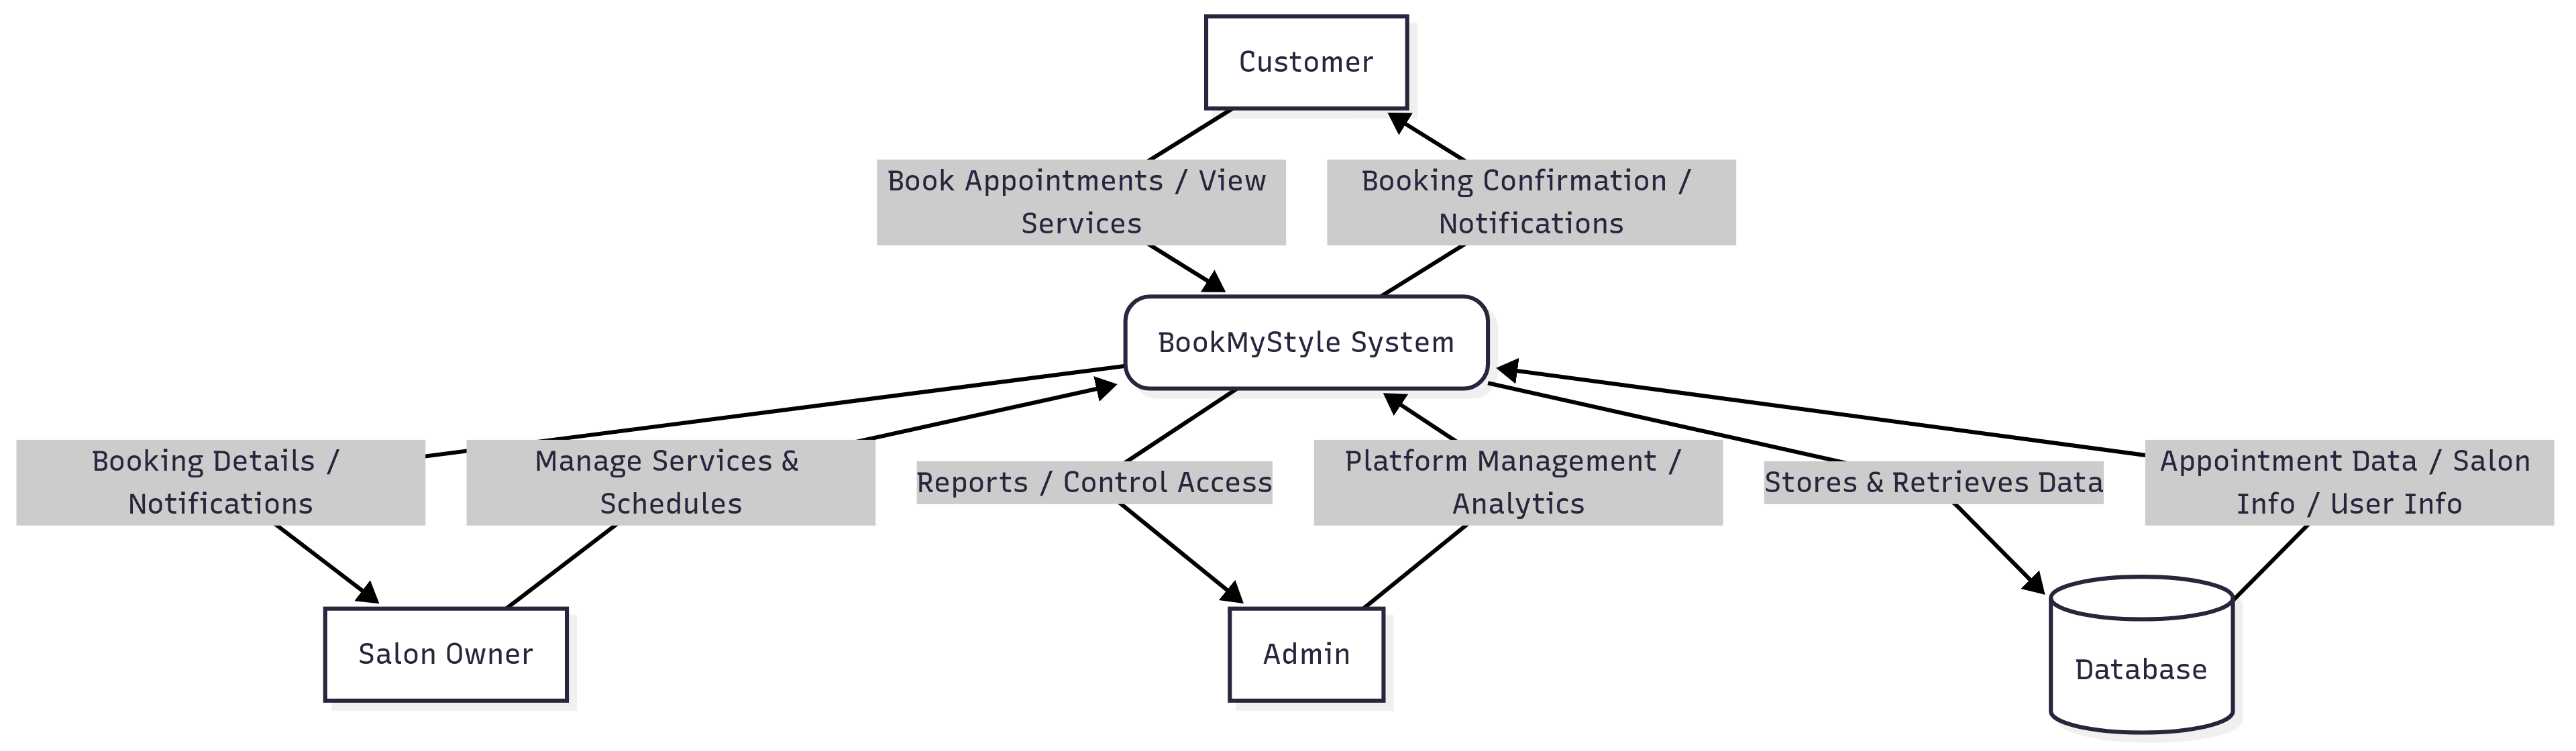 Customer
Book Appointments / View
Services
Booking Confirmation /
Notifications
BookMyStyle System
Booking Details /
Notifications
Manage Services &
Schedules
Reports / Control Access
Platform Management /
Analytics
Stores & Retrieves Data
Appointment Data / Salon
Info / User Info
Salon Owner
Admin
Database